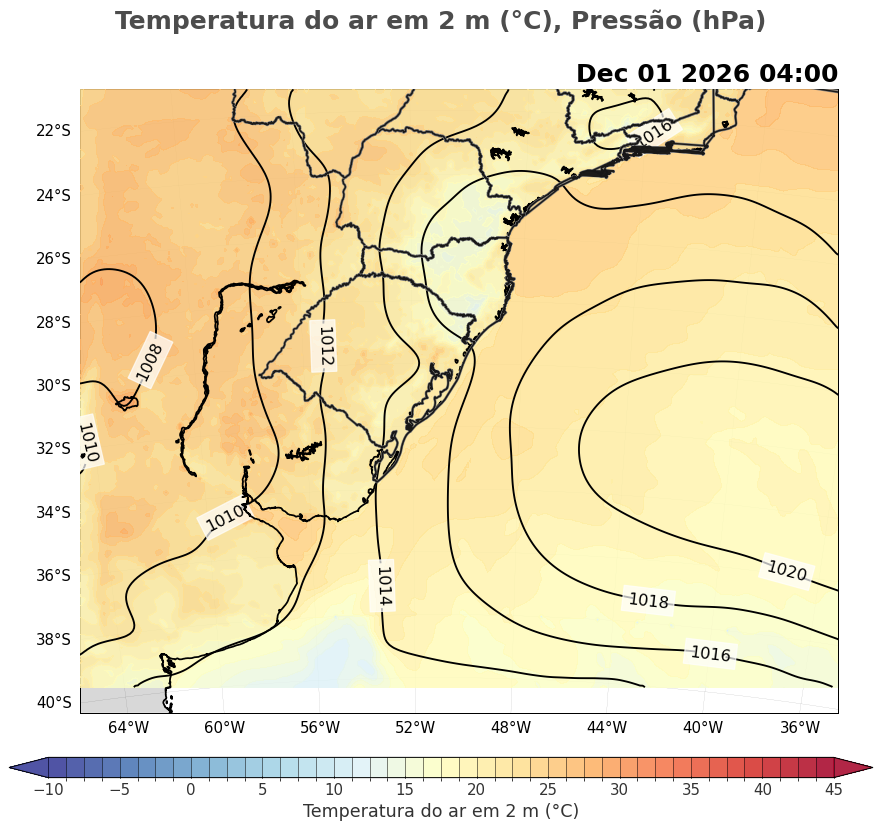 Temperatura do ar em 2 m (°C), Pressão (hPa)
Dec 01 2026 04:00
22°S
24°S
26°S
28°S
30°S
32°S
34°S
36°S
38°S
40°S
1016
1008
1012
1010
1010
1014
1020
1018
1016
64°W 60°W 56°W 52°W 48°W 44°W 40°W 36°W
−10 −5 0 5 10 15 20 25 30 35 40 45
Temperatura do ar em 2 m (°C)